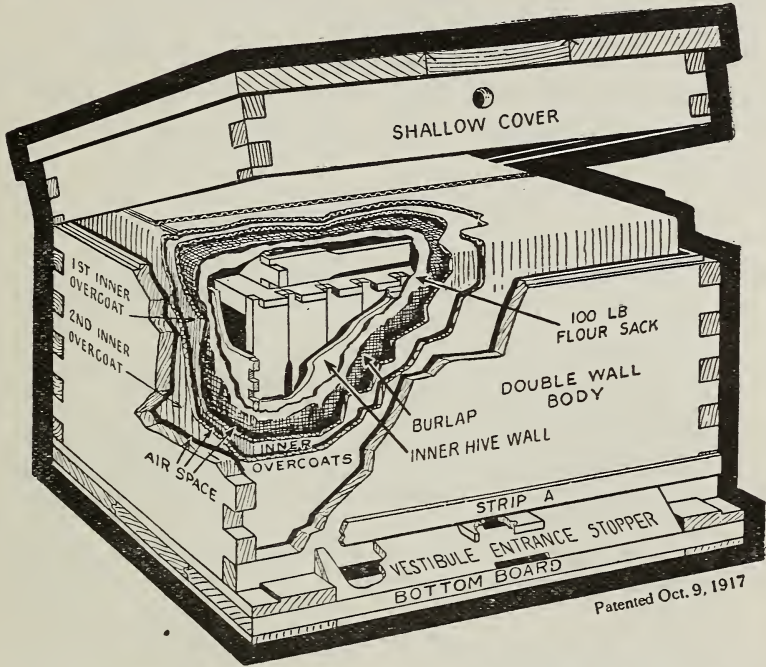 SHALLOW COVER
1ST INNER
OVERCOAT
2ND INNER
OVERCOAT
100 LB
FLOUR SACK
DOUBLE WALL
BODY
BURLAP
INNER HIVE WALL
INNER
OVERCOATS
AIR SPACE
STRIP A
VESTIBULE ENTRANCE STOPPER
BOTTOM BOARD
Patented Oct. 9, 1917